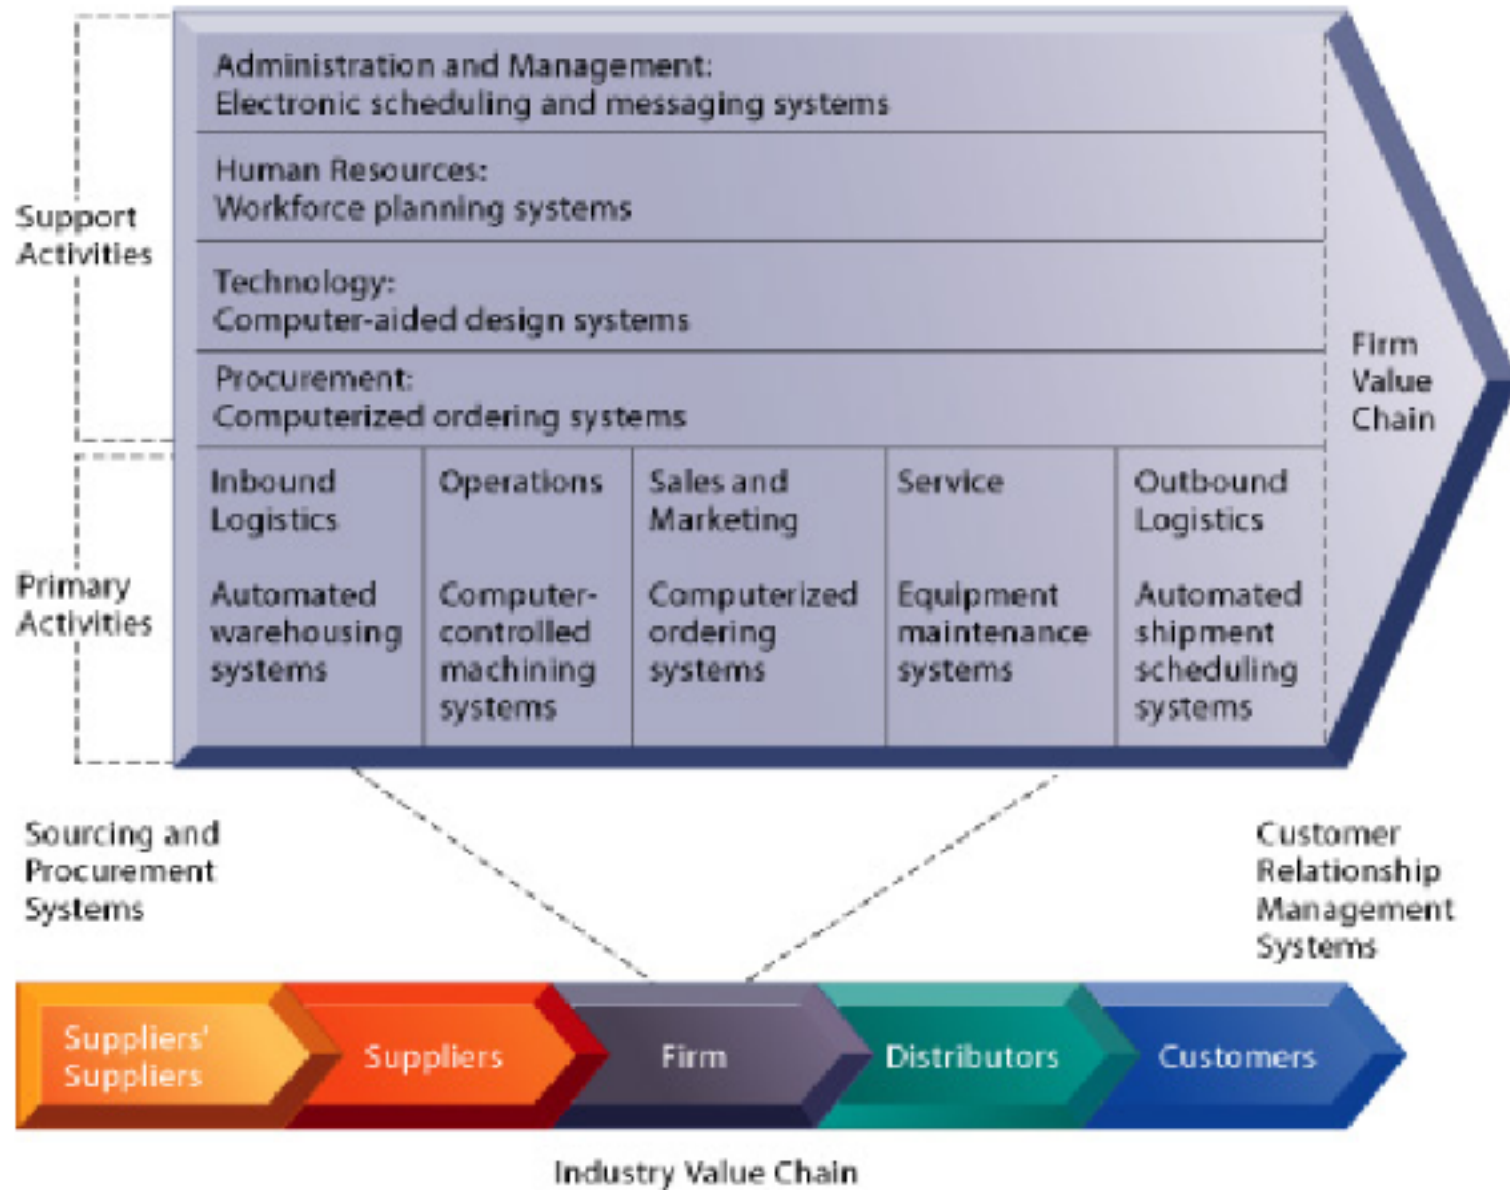 Administration and Management:
Electronic scheduling and messaging systems
Human Resources:
Workforce planning systems
Support
Activities
Technology:
Computer-aided design systems
Procurement:
Computerized ordering systems
Firm
Value
Chain
Primary
Activities
Inbound
Logistics
Automated
warehousing
systems
Operations
Computer-
controlled
machining
systems
Sales and
Marketing
Computerized
ordering
systems
Service
Equipment
maintenance
systems
Outbound
Logistics
Automated
shipment
scheduling
systems
Sourcing and
Procurement
Systems
Customer
Relationship
Management
Systems
Suppliers'
Suppliers
Suppliers
Firm
Distributors
Customers
Industry Value Chain